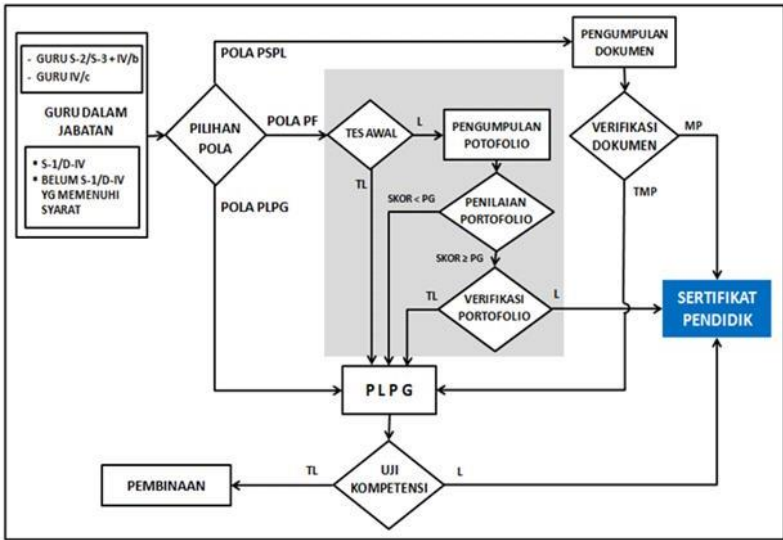 - GURU S-2/S-3 + IV/b
- GURU IV/c
GURU DALAM
JABATAN
* S-1/D-IV
* BELUM S-1/D-IV
YG MEMENUHI
SYARAT
PILIHAN
POLA
POLA PSPL
POLA PF
POLA PLPG
TES AWAL
L
TL
PENGUMPULAN
POTOFOLIO
PENILAIAN
PORTOFOLIO
SKOR < PG
SKOR ≥ PG
VERIFIKASI
PORTOFOLIO
TL
L
PENGUMPULAN
DOKUMEN
VERIFIKASI
DOKUMEN
MP
TMP
SERTIFIKAT
PENDIDIK
P L P G
UJI
KOMPETENSI
TL
L
PEMBINAAN